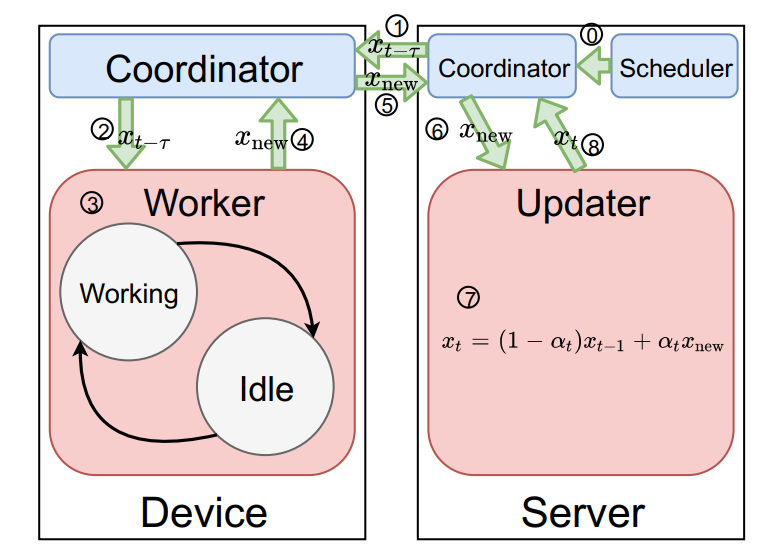 ⓪
①
x_{t−τ}
Coordinator
x_new
⑤
Coordinator
Scheduler
② x_{t−τ}
x_new ④
⑥ x_new
x_t ⑧
③
Worker
Updater
Working
⑦
x_t = (1 − α_t)x_{t−1} + α_t x_new
Idle
Device
Server